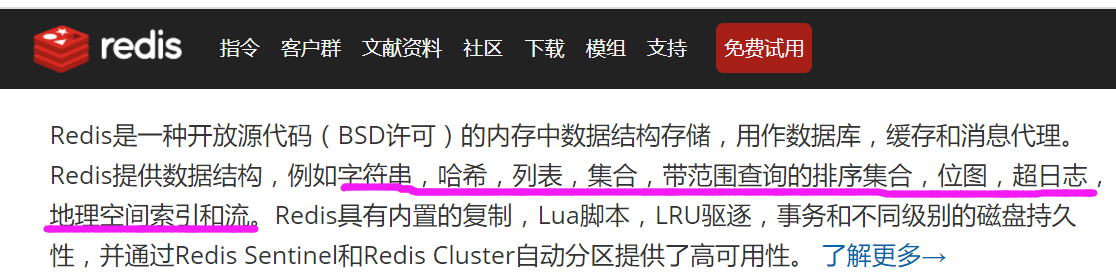 redis 指令 客户群 文献资料 社区 下载 模组 支持 免费试用
Redis是一种开放源代码（BSD许可）的内存中数据结构存储，用作数据库，缓存和消息代理。
Redis提供数据结构，例如字符串，哈希，列表，集合，带范围查询的排序集合，位图，超日志，
地理空间索引和流。Redis具有内置的复制，Lua脚本，LRU驱逐，事务和不同级别的磁盘持久
性，并通过Redis Sentinel和Redis Cluster自动分区提供了高可用性。 了解更多→